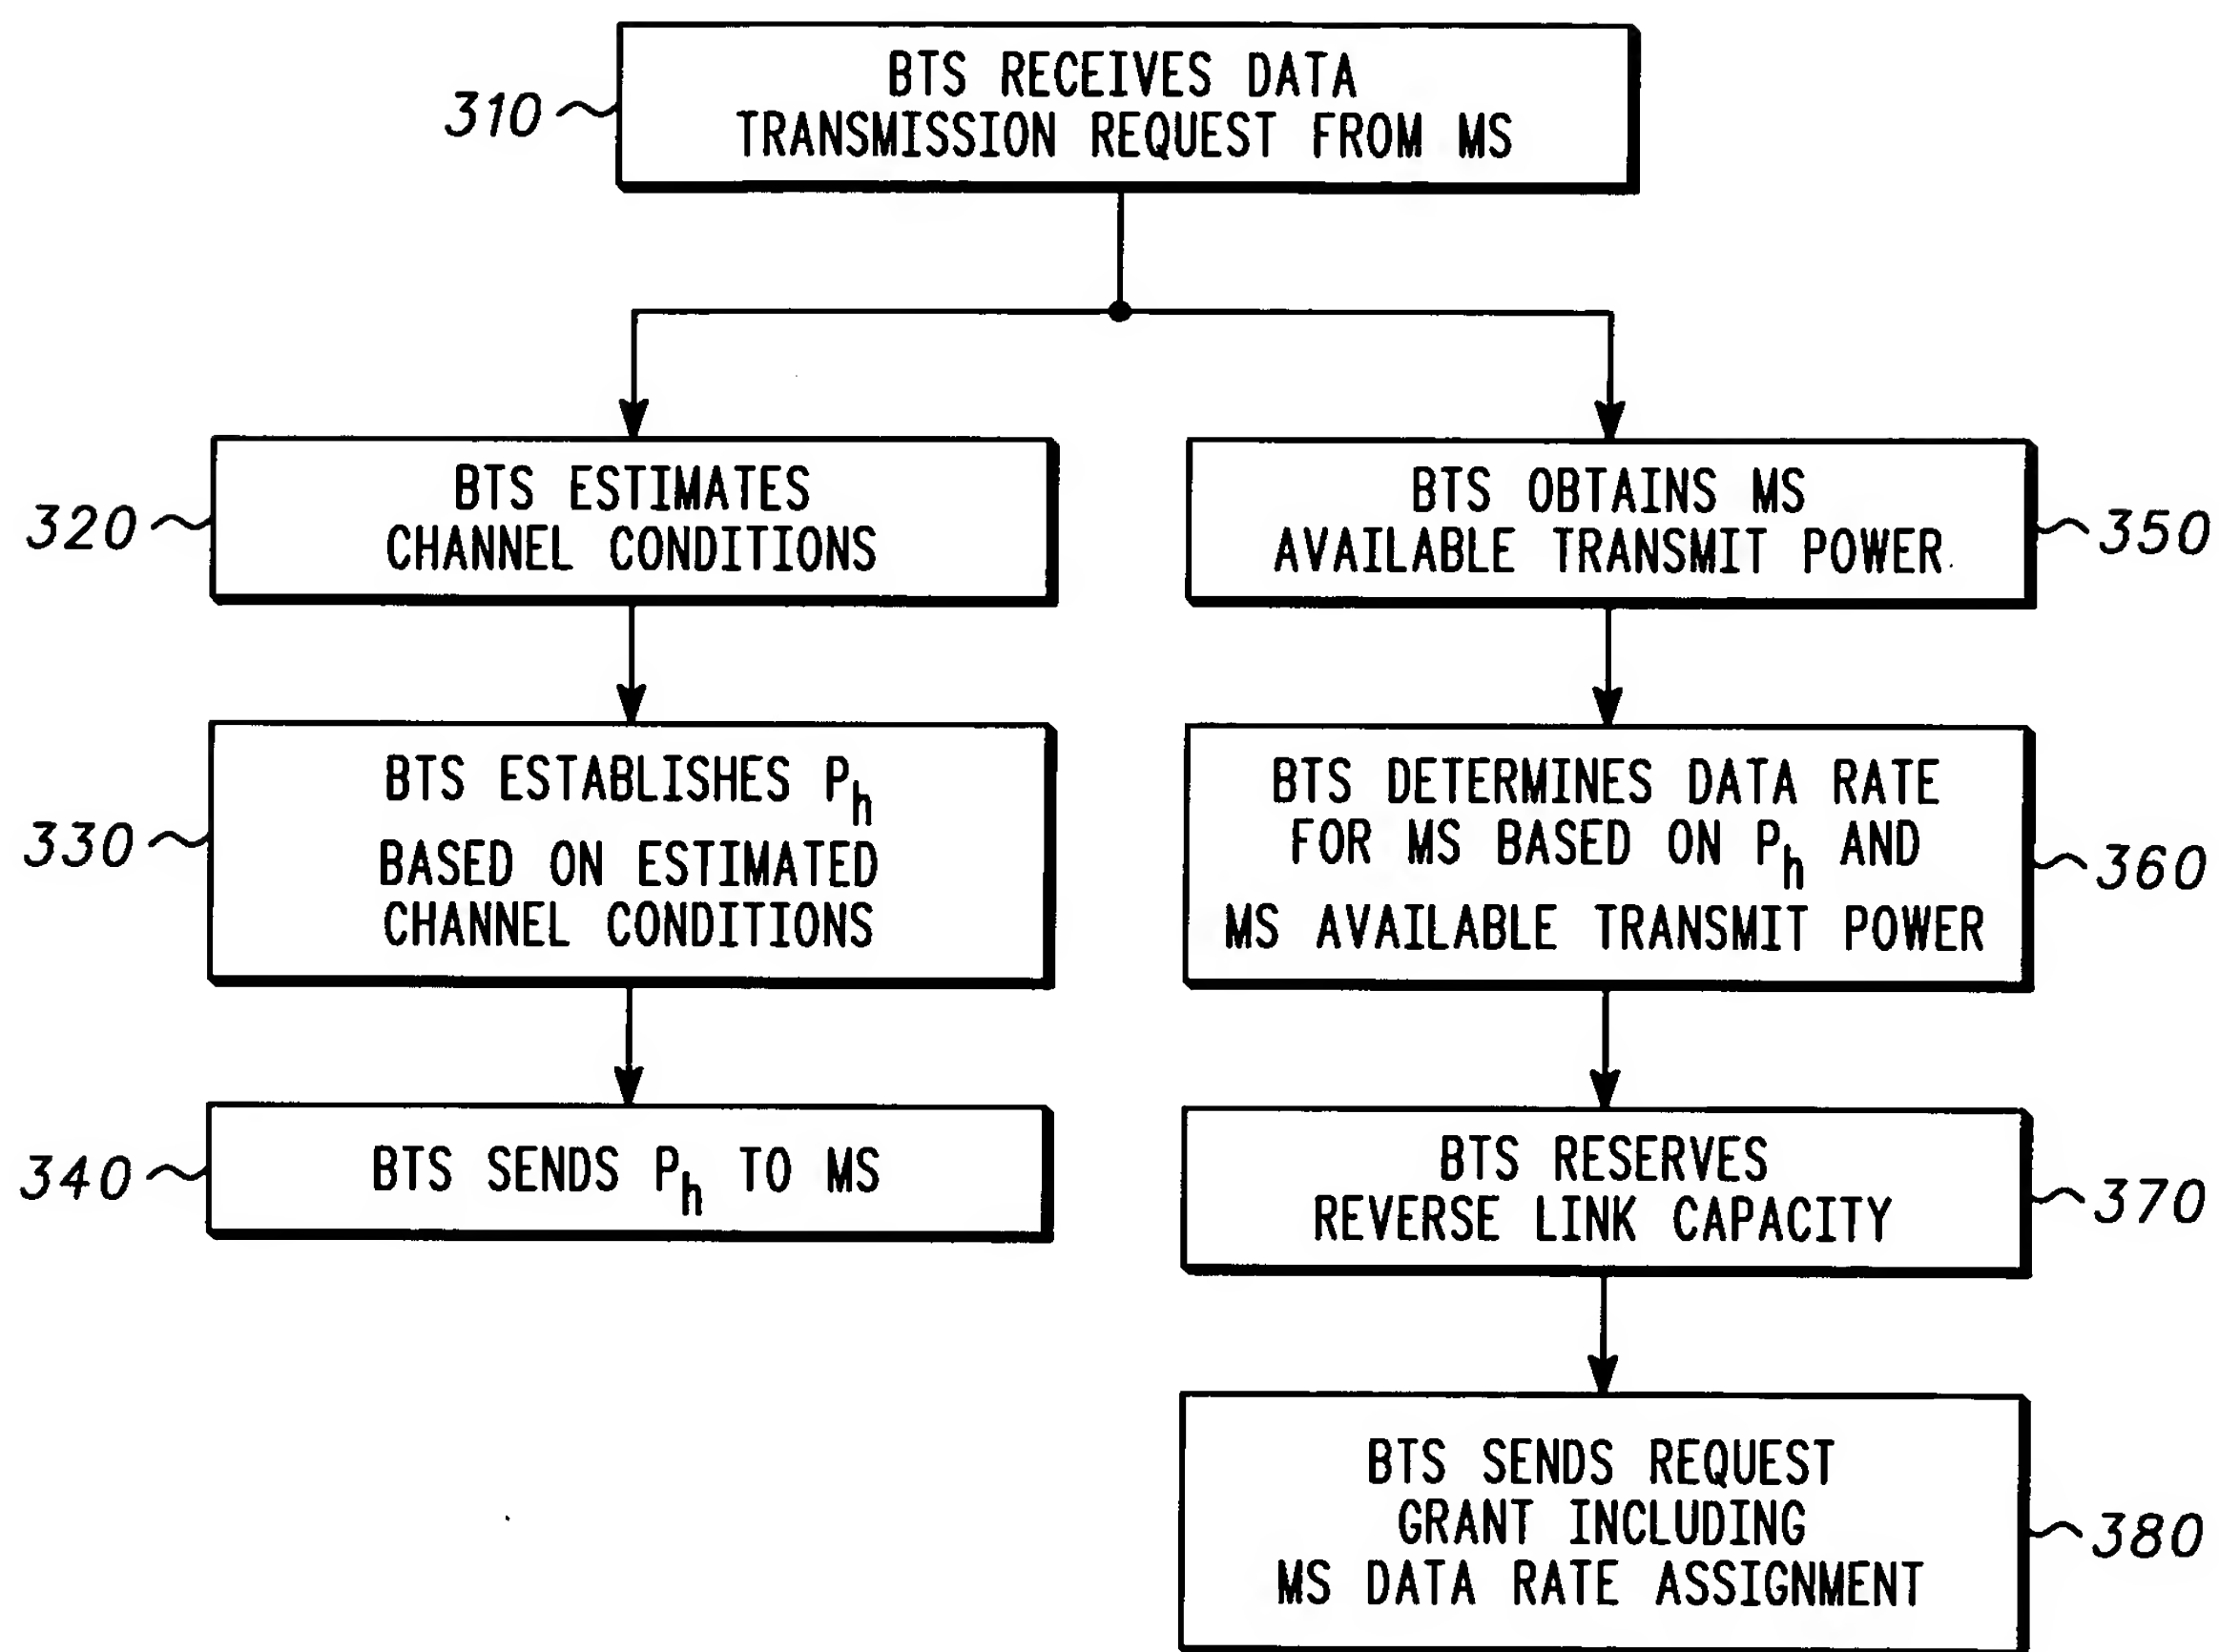 BTS RECEIVES DATA
TRANSMISSION REQUEST FROM MS
310
BTS ESTIMATES
CHANNEL CONDITIONS
320
BTS ESTABLISHES Ph
BASED ON ESTIMATED
CHANNEL CONDITIONS
330
BTS SENDS Ph TO MS
340
BTS OBTAINS MS
AVAILABLE TRANSMIT POWER
350
BTS DETERMINES DATA RATE
FOR MS BASED ON Ph AND
MS AVAILABLE TRANSMIT POWER
360
BTS RESERVES
REVERSE LINK CAPACITY
370
BTS SENDS REQUEST
GRANT INCLUDING
MS DATA RATE ASSIGNMENT
380